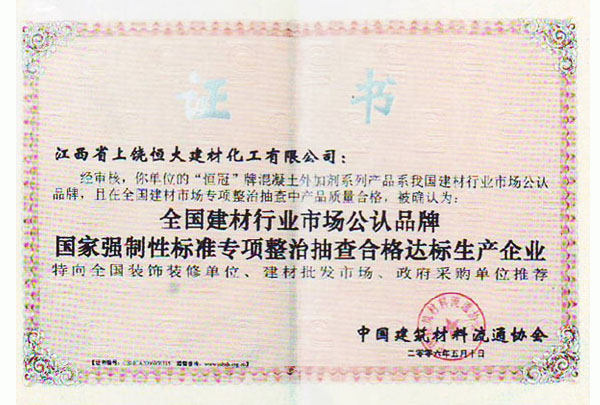 证 书
江西省上饶恒大建材化工有限公司：
经审核，你单位的“恒冠”牌混凝土外加剂系列产品系我国建材行业市场公认
品牌，且在全国建材市场专项整治抽查中产品质量合格，被确认为：
全国建材行业市场公认品牌
国家强制性标准专项整治抽查合格达标生产企业
特向全国装饰装修单位、建材批发市场、政府采购单位推荐
中国建筑材料流通协会
二零零六年五月十日